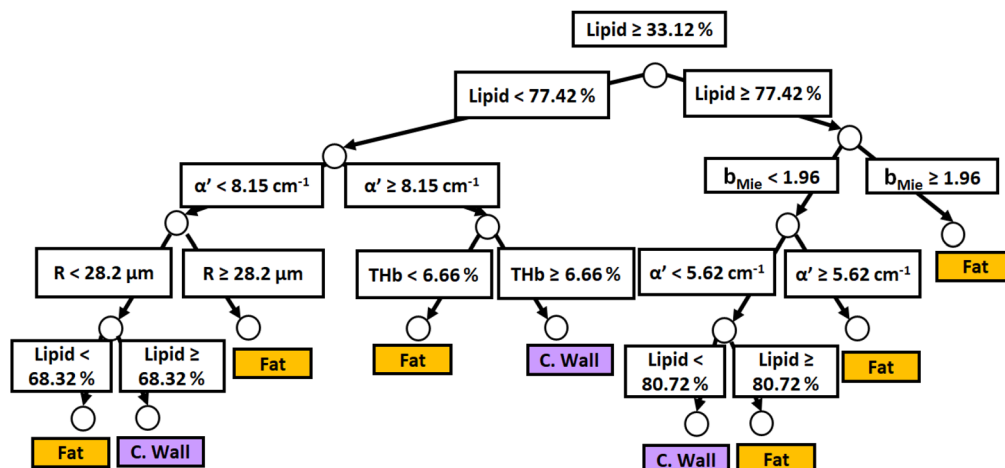 Lipid ≥ 33.12 %
Lipid < 77.42 %
Lipid ≥ 77.42 %
α’ < 8.15 cm⁻¹
α’ ≥ 8.15 cm⁻¹
bMie < 1.96
bMie ≥ 1.96
R < 28.2 µm
R ≥ 28.2 µm
THb < 6.66 %
THb ≥ 6.66 %
α’ < 5.62 cm⁻¹
α’ ≥ 5.62 cm⁻¹
Fat
Lipid <
68.32 %
Lipid ≥
68.32 %
Fat
Fat
C. Wall
Lipid <
80.72 %
Lipid ≥
80.72 %
Fat
Fat
C. Wall
C. Wall
Fat